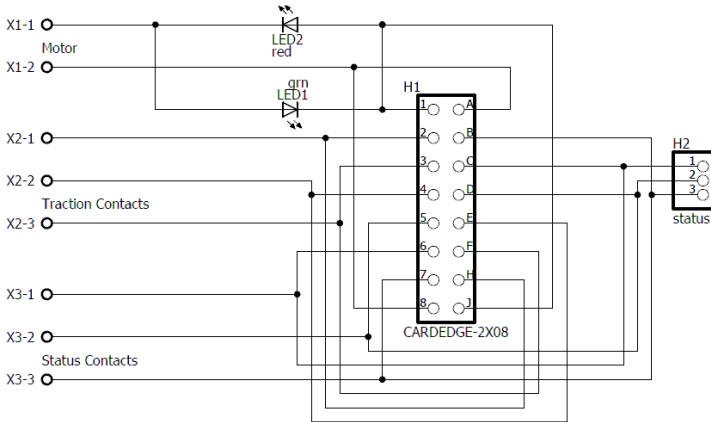 X1-1
LED2
red
Motor
X1-2
grn
LED1
H1
1 A
X2-1
2 B
H2
3 C
1
X2-2
2
4 D
3
Traction Contacts
status
X2-3
5 E
6 F
7 H
X3-1
8 J
CARDEDGE-2X08
X3-2
Status Contacts
X3-3